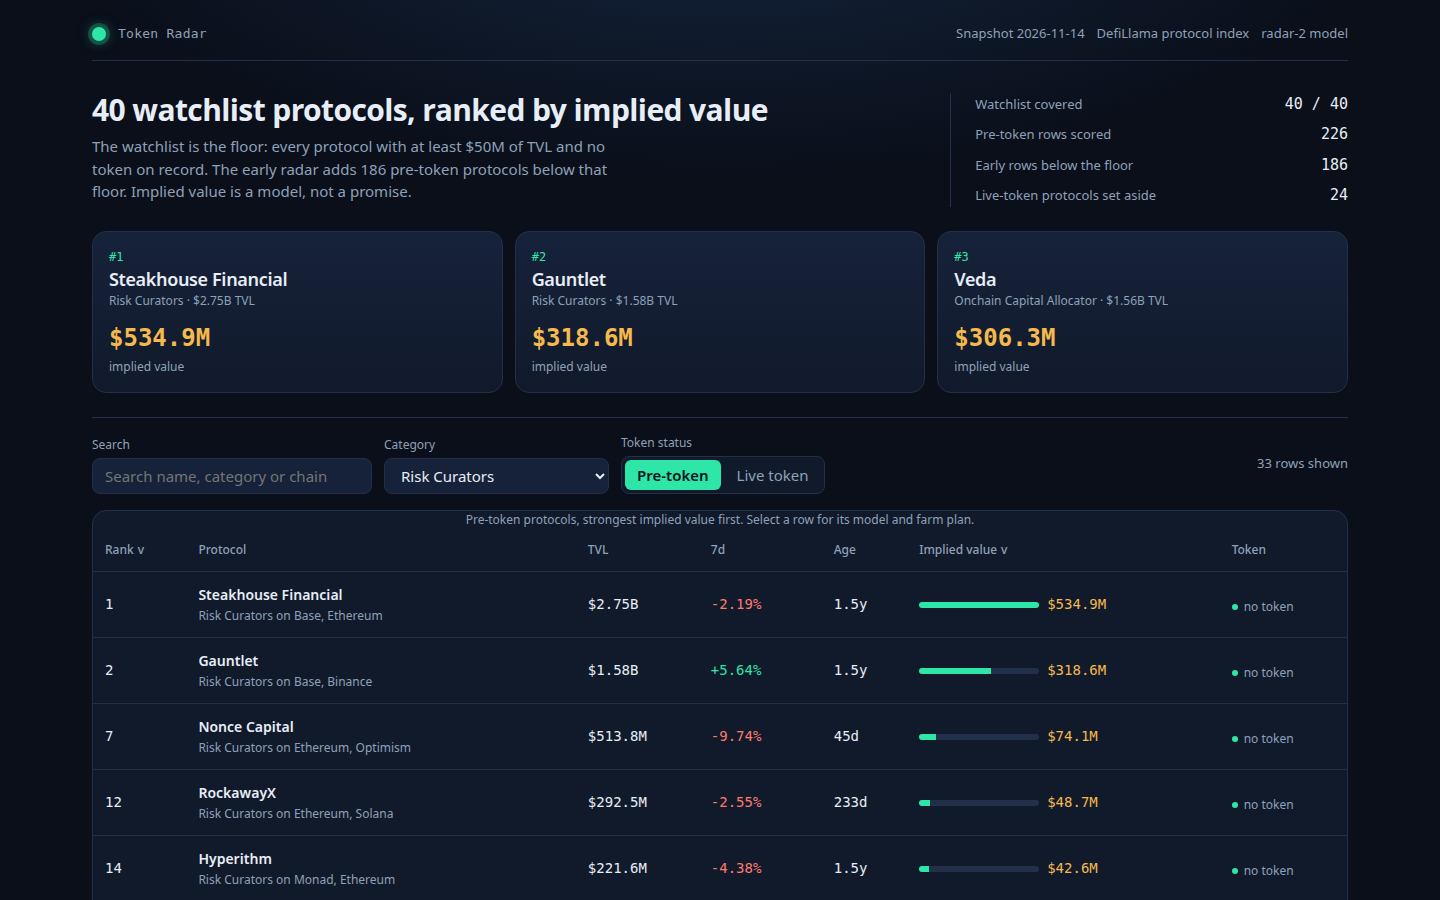 Token Radar
Snapshot 2026-11-14 DefiLlama protocol index radar-2 model
40 watchlist protocols, ranked by implied value
The watchlist is the floor: every protocol with at least $50M of TVL and no
token on record. The early radar adds 186 pre-token protocols below that
floor. Implied value is a model, not a promise.
Watchlist covered 40 / 40
Pre-token rows scored 226
Early rows below the floor 186
Live-token protocols set aside 24
#1
Steakhouse Financial
Risk Curators · $2.75B TVL
$534.9M
implied value
#2
Gauntlet
Risk Curators · $1.58B TVL
$318.6M
implied value
#3
Veda
Onchain Capital Allocator · $1.56B TVL
$306.3M
implied value
Search
Search name, category or chain
Category
Risk Curators
Token status
Pre-token Live token
33 rows shown
Pre-token protocols, strongest implied value first. Select a row for its model and farm plan.
Rank v Protocol TVL 7d Age Implied value v Token
1 Steakhouse Financial $2.75B -2.19% 1.5y $534.9M no token
Risk Curators on Base, Ethereum
2 Gauntlet $1.58B +5.64% 1.5y $318.6M no token
Risk Curators on Base, Binance
7 Nonce Capital $513.8M -9.74% 45d $74.1M no token
Risk Curators on Ethereum, Optimism
12 RockawayX $292.5M -2.55% 233d $48.7M no token
Risk Curators on Ethereum, Solana
14 Hyperithm $221.6M -4.38% 1.5y $42.6M no token
Risk Curators on Monad, Ethereum